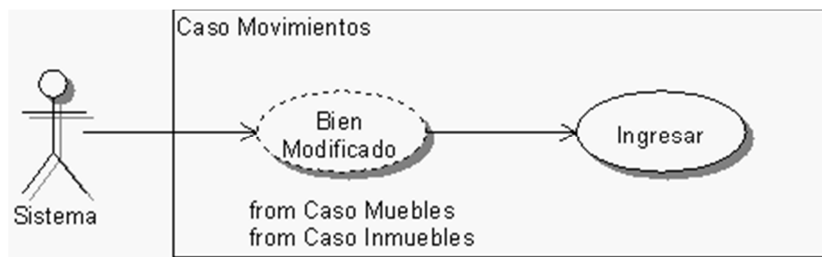 Caso Movimientos
Bien
Modificado
Ingresar
Sistema
from Caso Muebles
from Caso Inmuebles